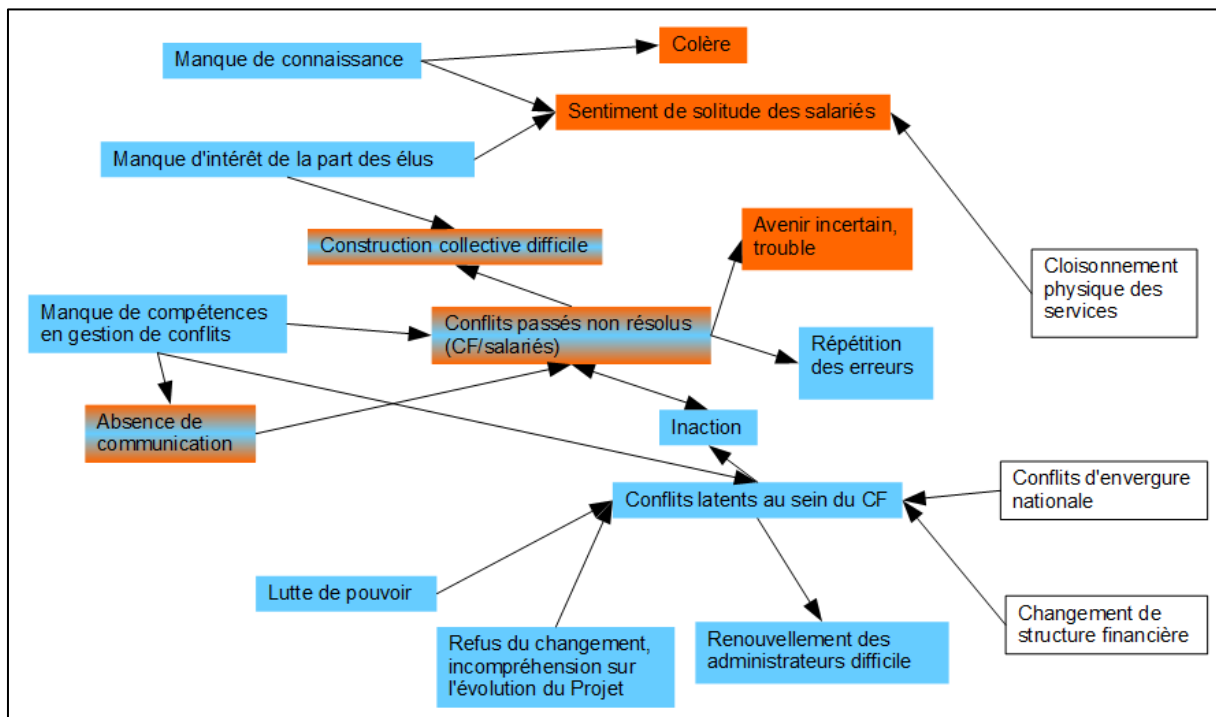 Colère
Manque de connaissance
Sentiment de solitude des salariés
Manque d'intérêt de la part des élus
Avenir incertain,
trouble
Construction collective difficile
Cloisonnement
physique des
services
Manque de compétences
en gestion de conflits
Conflits passés non résolus
(CF/salariés)
Répétition
des erreurs
Absence de
communication
Inaction
Conflits d'envergure
nationale
Conflits latents au sein du CF
Lutte de pouvoir
Refus du changement,
incompréhension sur
l'évolution du Projet
Renouvellement des
administrateurs difficile
Changement de
structure financière